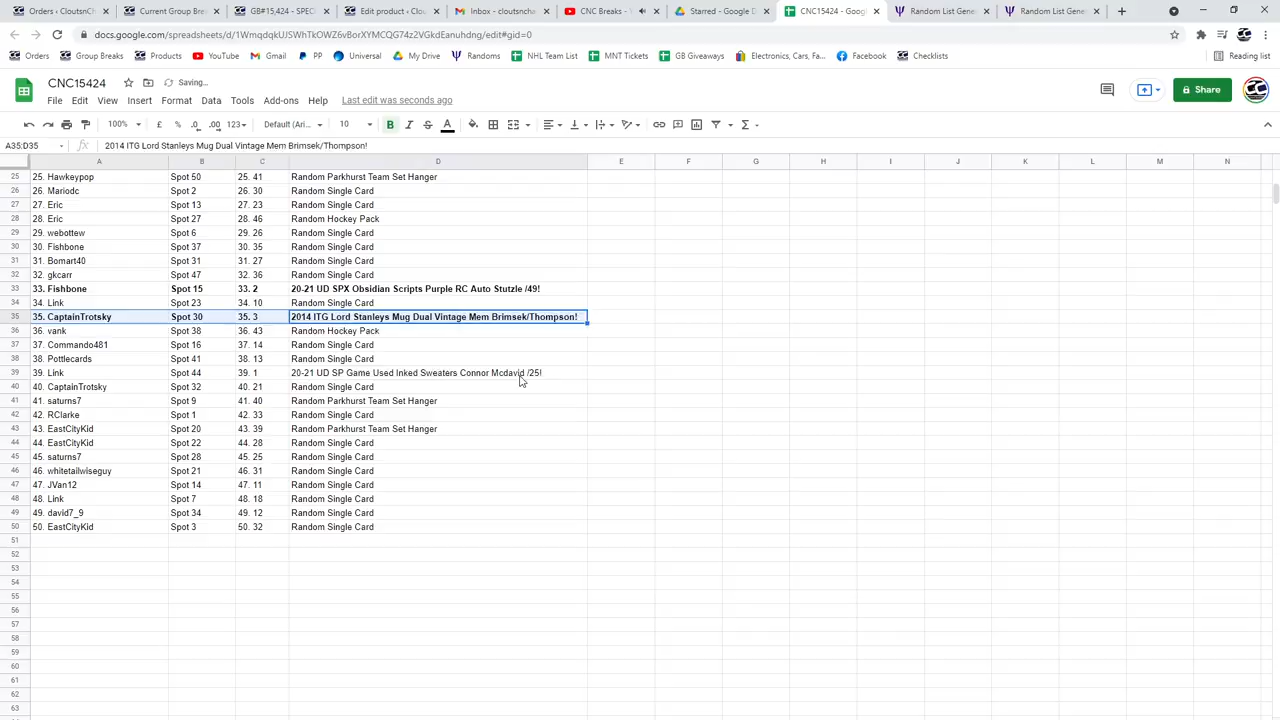 Orders ‹ CloutsnCh
Current Group Bre
GB#15,424 - SPEC
Edit product ‹ Clou
Inbox - cloutsncha
CNC Breaks -
Starred - Google D
CNC15424 - Googl
Random List Gene
Random List Gene
docs.google.com/spreadsheets/d/1WmqdqkUJSWhTkOWZ6vBorXYMCQG74z2VGkdEanuhdng/edit#gid=0
Orders
Group Breaks
Products
YouTube
Gmail
PP
Universal
My Drive
Randoms
NHL Team List
MNT Tickets
GB Giveaways
Electronics, Cars, Fa...
Facebook
Checklists
Reading list
CNC15424
Saving...
File Edit View Insert Format Data Tools Add-ons Help Last edit was seconds ago
Share
100% £ % .0 .00 123 Default (Ari... 10 B I S A
A35:D35 fx 2014 ITG Lord Stanleys Mug Dual Vintage Mem Brimsek/Thompson!
A B C D E F G H I J K L M N
25 25. Hawkeypop Spot 50 25. 41 Random Parkhurst Team Set Hanger
26 26. Mariodc Spot 2 26. 30 Random Single Card
27 27. Eric Spot 13 27. 23 Random Single Card
28 28. Eric Spot 27 28. 46 Random Hockey Pack
29 29. webottew Spot 6 29. 26 Random Single Card
30 30. Fishbone Spot 37 30. 35 Random Single Card
31 31. Bomart40 Spot 31 31. 27 Random Single Card
32 32. gkcarr Spot 47 32. 36 Random Single Card
33 33. Fishbone Spot 15 33. 2 20-21 UD SPX Obsidian Scripts Purple RC Auto Stutzle /49!
34 34. Link Spot 23 34. 10 Random Single Card
35 35. CaptainTrotsky Spot 30 35. 3 2014 ITG Lord Stanleys Mug Dual Vintage Mem Brimsek/Thompson!
36 36. vank Spot 38 36. 43 Random Hockey Pack
37 37. Commando481 Spot 16 37. 14 Random Single Card
38 38. Pottlecards Spot 41 38. 13 Random Single Card
39 39. Link Spot 44 39. 1 20-21 UD SP Game Used Inked Sweaters Connor Mcdavid /25!
40 40. CaptainTrotsky Spot 32 40. 21 Random Single Card
41 41. saturns7 Spot 9 41. 40 Random Parkhurst Team Set Hanger
42 42. RClarke Spot 1 42. 33 Random Single Card
43 43. EastCityKid Spot 20 43. 39 Random Parkhurst Team Set Hanger
44 44. EastCityKid Spot 22 44. 28 Random Single Card
45 45. saturns7 Spot 28 45. 25 Random Single Card
46 46. whitetailwiseguy Spot 21 46. 31 Random Single Card
47 47. JVan12 Spot 14 47. 11 Random Single Card
48 48. Link Spot 7 48. 18 Random Single Card
49 49. david7_9 Spot 34 49. 12 Random Single Card
50 50. EastCityKid Spot 3 50. 32 Random Single Card
51
52
53
54
55
56
57
58
59
60
61
62
63